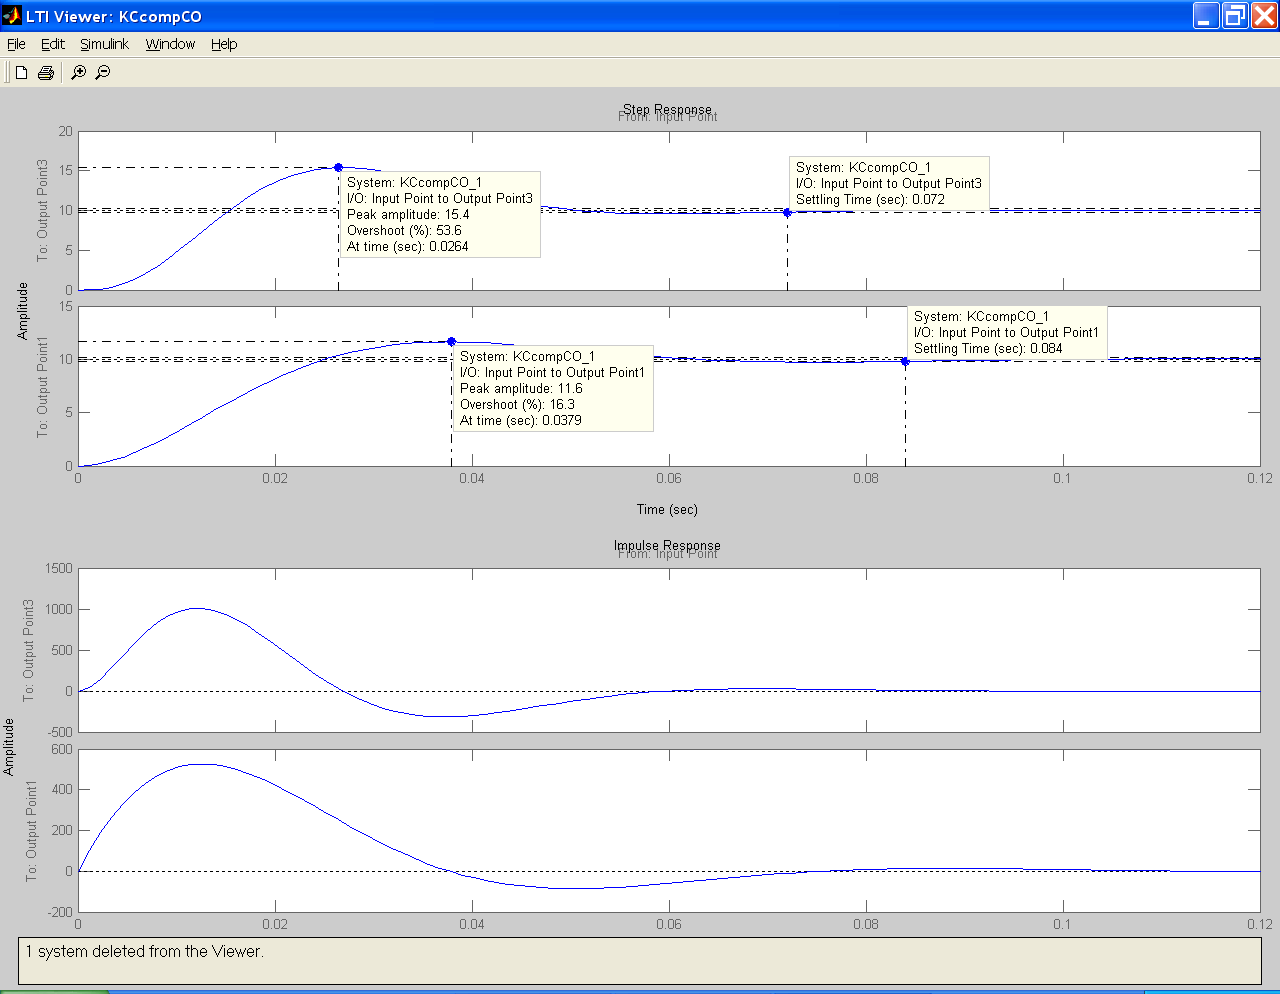 LTI Viewer: KCcompCO
File Edit Simulink Window Help
Step Response
From: Input Point
To: Output Point3
20
15
10
5
0
System: KCcompCO_1
I/O: Input Point to Output Point3
Peak amplitude: 15.4
Overshoot (%): 53.6
At time (sec): 0.0264
System: KCcompCO_1
I/O: Input Point to Output Point3
Settling Time (sec): 0.072
Amplitude
To: Output Point1
15
10
5
0
System: KCcompCO_1
I/O: Input Point to Output Point1
Peak amplitude: 11.6
Overshoot (%): 16.3
At time (sec): 0.0379
System: KCcompCO_1
I/O: Input Point to Output Point1
Settling Time (sec): 0.084
0 0.02 0.04 0.06 0.08 0.1 0.12
Time (sec)
Impulse Response
From: Input Point
To: Output Point3
1500
1000
500
0
-500
Amplitude
To: Output Point1
600
400
200
0
-200
0 0.02 0.04 0.06 0.08 0.1 0.12
1 system deleted from the Viewer.